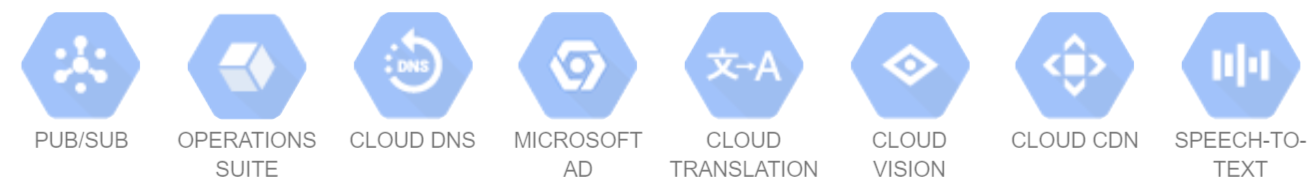 DNS
文→A
PUB/SUB
OPERATIONS
SUITE
CLOUD DNS
MICROSOFT
AD
CLOUD
TRANSLATION
CLOUD
VISION
CLOUD CDN
SPEECH-TO-
TEXT